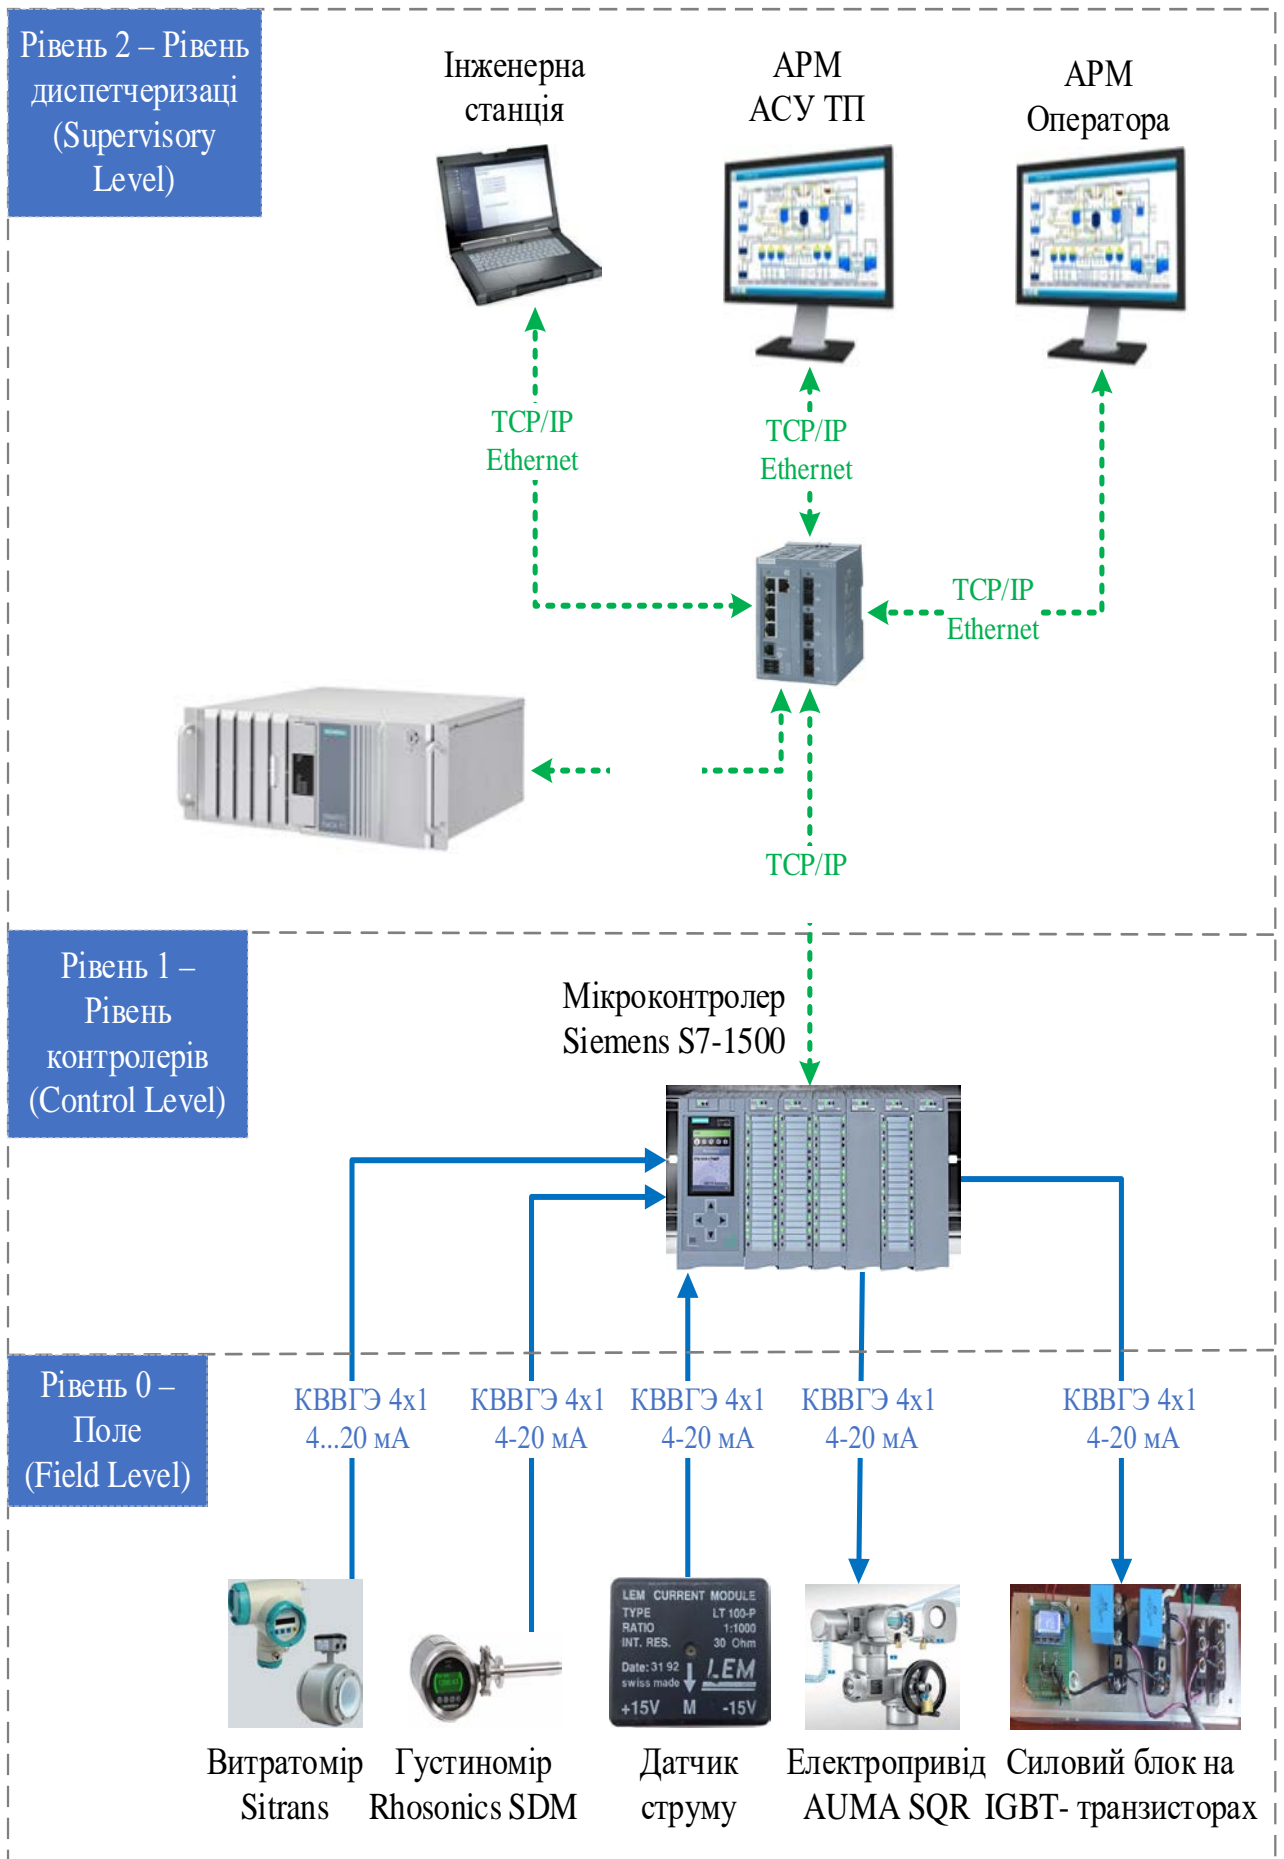 Рівень 2 – Рівень
диспетчеризаці
(Supervisory
Level)
Інженерна
станція
АРМ
АСУ ТП
АРМ
Оператора
TCP/IP
Ethernet
TCP/IP
Ethernet
TCP/IP
Ethernet
SIEMENS
TCP/IP
Рівень 1 –
Рівень
контролерів
(Control Level)
Мікроконтролер
Siemens S7-1500
Рівень 0 –
Поле
(Field Level)
КВВГЭ 4х1
4...20 мА
КВВГЭ 4х1
4-20 мА
КВВГЭ 4х1
4-20 мА
КВВГЭ 4х1
4-20 мА
КВВГЭ 4х1
4-20 мА
LEM CURRENT MODULE
TYPE LT 100-P
RATIO 1:1000
INT. RES. 30 Ohm
Date: 31 92
swiss made
LEM
+15V M -15V
Витратомір
Sitrans
Густиномір
Rhosonics SDM
Датчик
струму
Електропривід
AUMA SQR
Силовий блок на
IGBT- транзисторах